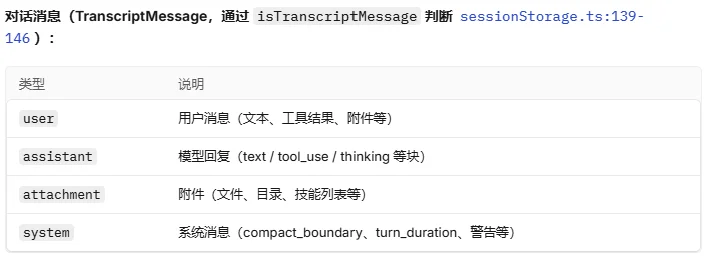 对话消息（TranscriptMessage，通过 isTranscriptMessage 判断 sessionStorage.ts:139-
146）：
类型 说明
user 用户消息（文本、工具结果、附件等）
assistant 模型回复（text / tool_use / thinking 等块）
attachment 附件（文件、目录、技能列表等）
system 系统消息（compact_boundary、turn_duration、警告等）